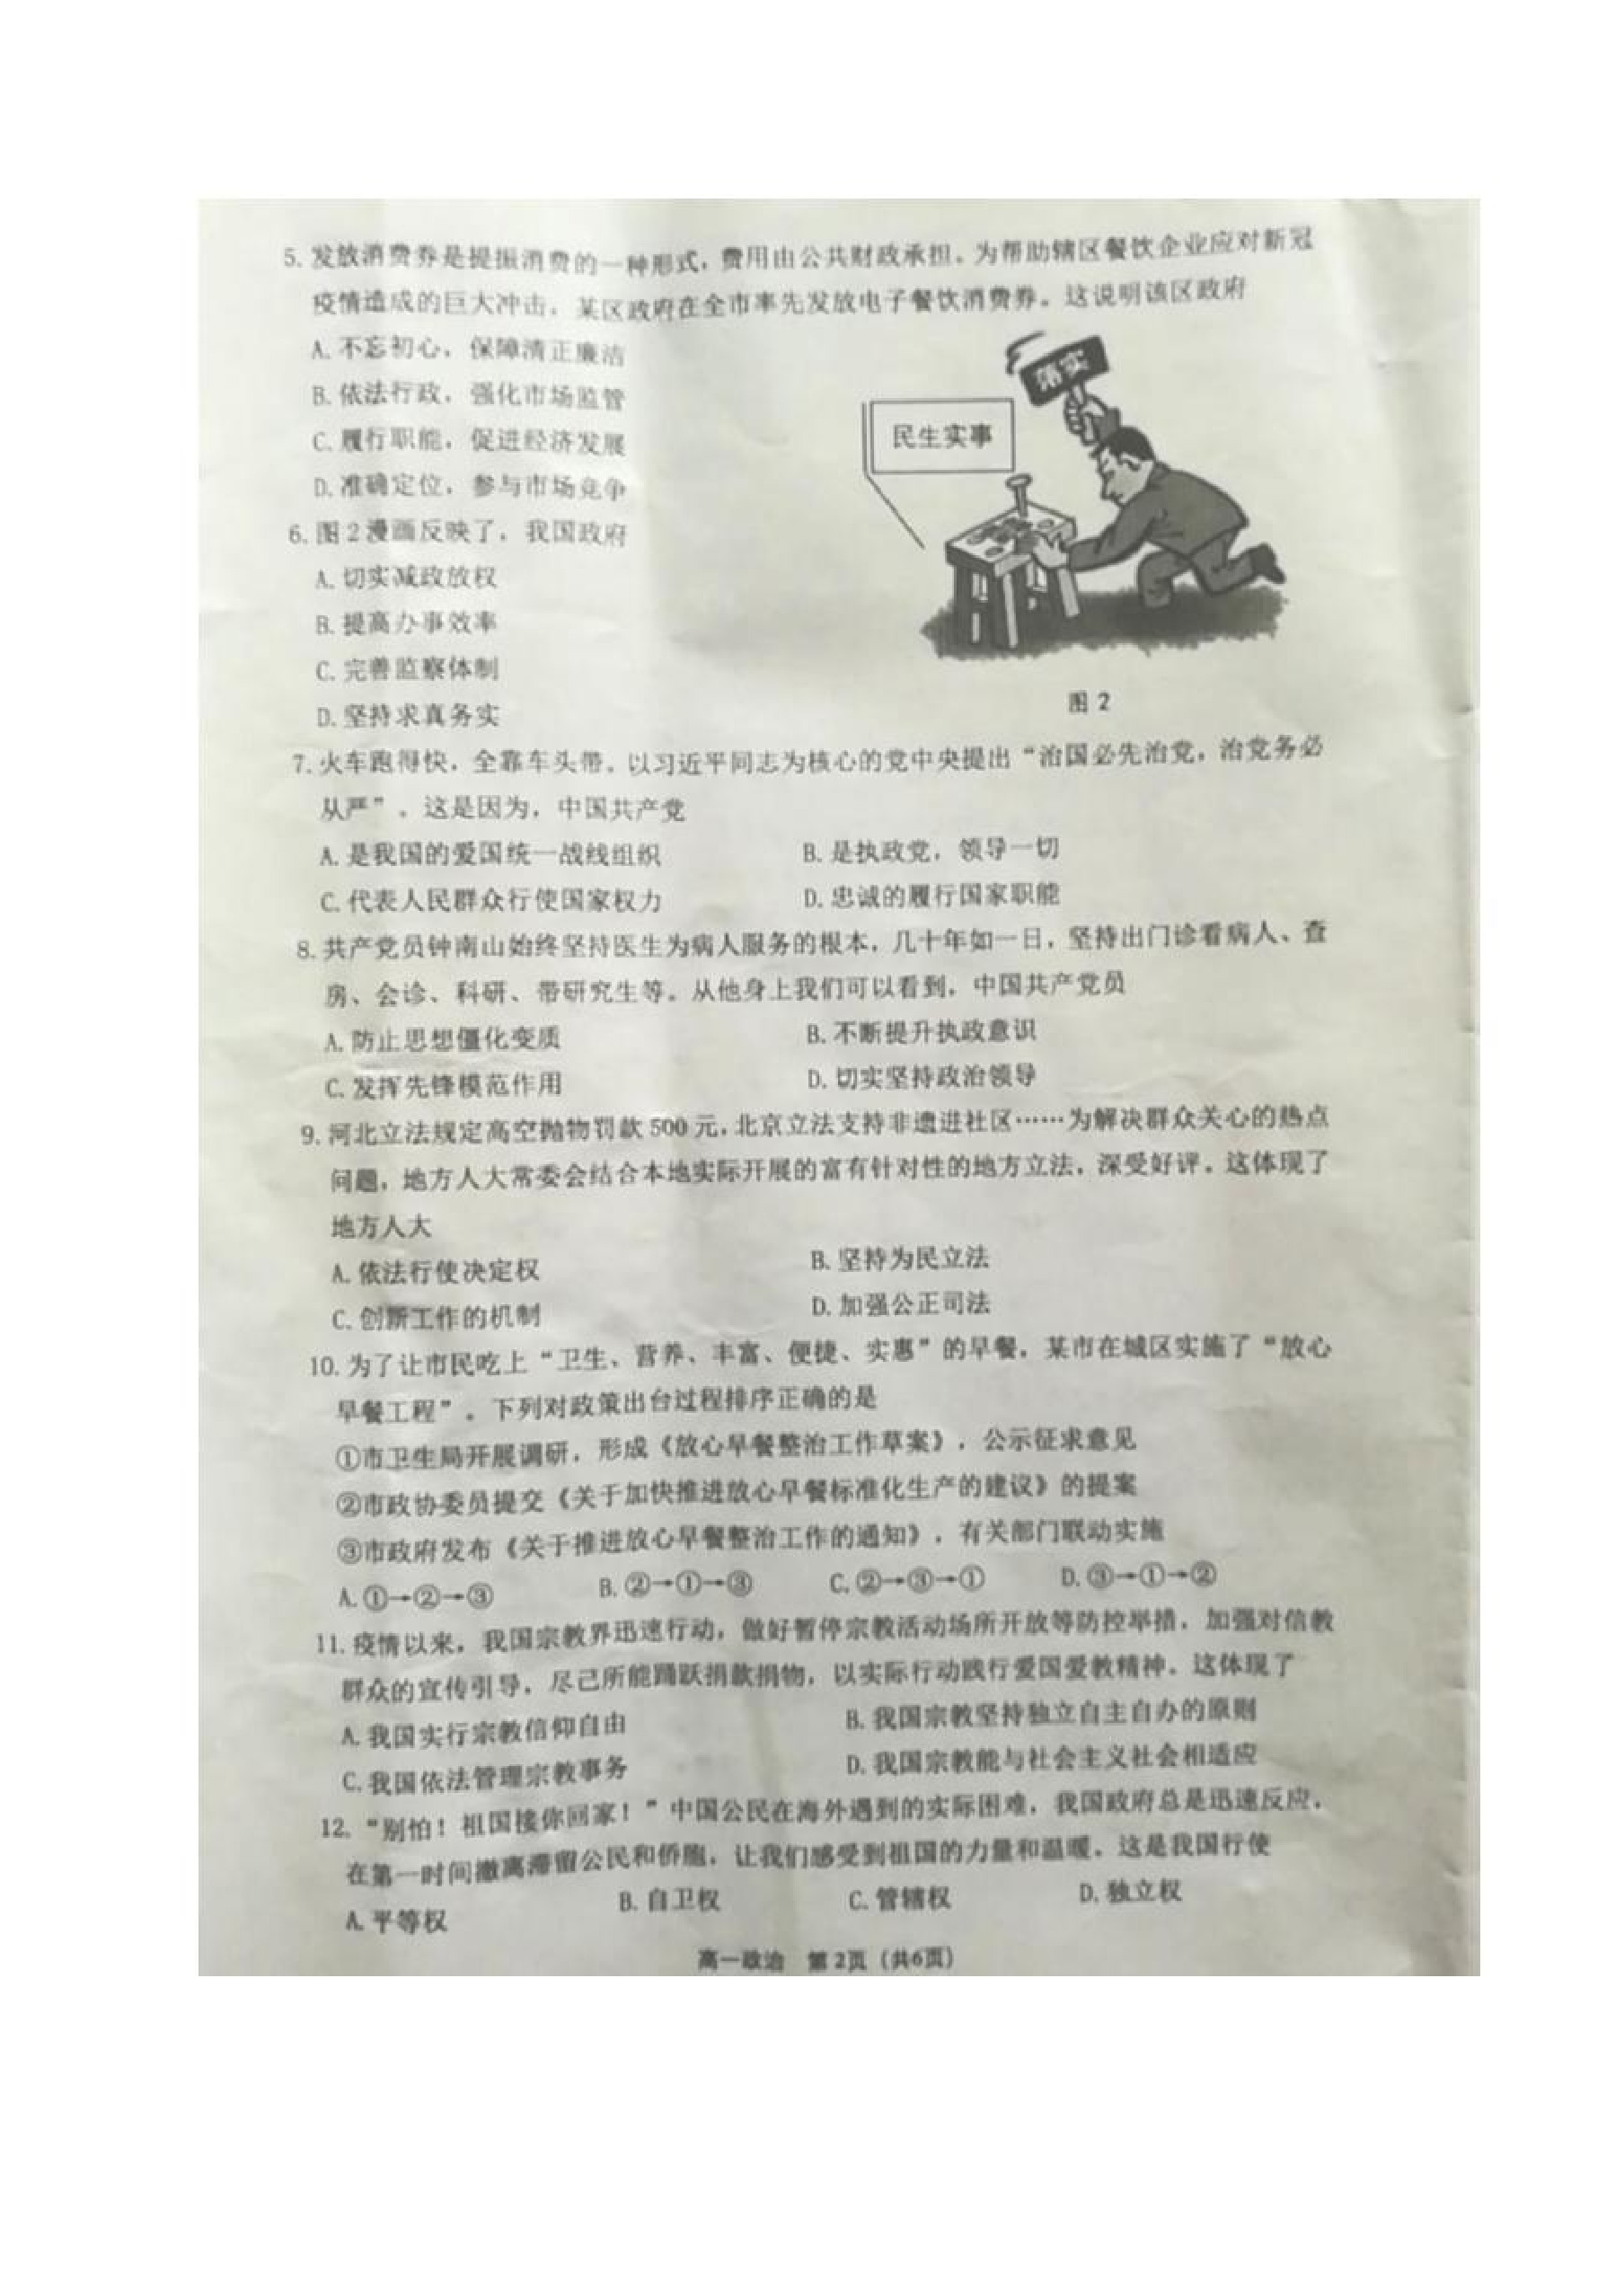 5. 发放消费券是提振消费的一种形式，费用由公共财政承担。为帮助辖区餐饮企业应对新冠
疫情造成的巨大冲击，某区政府在全市率先发放电子餐饮消费券。这说明该区政府
A. 不忘初心，保障清正廉洁
B. 依法行政，强化市场监管
C. 履行职能，促进经济发展
D. 准确定位，参与市场竞争
6. 图2漫画反映了，我国政府
A. 切实减政放权
B. 提高办事效率
C. 完善监察体制
D. 坚持求真务实
落实
民生实事
图 2
7. 火车跑得快，全靠车头带。以习近平同志为核心的党中央提出“治国必先治党，治党务必
从严”。这是因为，中国共产党
A. 是我国的爱国统一战线组织
B. 是执政党，领导一切
C. 代表人民群众行使国家权力
D. 忠诚的履行国家职能
8. 共产党员钟南山始终坚持医生为病人服务的根本，几十年如一日，坚持出门诊看病人、查
房、会诊、科研、带研究生等。从他身上我们可以看到，中国共产党员
A. 防止思想僵化变质
B. 不断提升执政意识
C. 发挥先锋模范作用
D. 切实坚持政治领导
9. 河北立法规定高空抛物罚款500元，北京立法支持非遗进社区……为解决群众关心的热点
问题，地方人大常委会结合本地实际开展的富有针对性的地方立法，深受好评。这体现了
地方人大
A. 依法行使决定权
B. 坚持为民立法
C. 创新工作的机制
D. 加强公正司法
10. 为了让市民吃上“卫生、营养、丰富、便捷、实惠”的早餐，某市在城区实施了“放心
早餐工程”。下列对政策出台过程排序正确的是
①市卫生局开展调研，形成《放心早餐整治工作草案》，公示征求意见
②市政协委员提交《关于加快推进放心早餐标准化生产的建议》的提案
③市政府发布《关于推进放心早餐整治工作的通知》，有关部门联动实施
A. ①→②→③ B. ②→①→③ C. ②→③→① D. ③→①→②
11. 疫情以来，我国宗教界迅速行动，做好暂停宗教活动场所开放等防控举措，加强对信教
群众的宣传引导，尽己所能踊跃捐款捐物，以实际行动践行爱国爱教精神。这体现了
A. 我国实行宗教信仰自由
B. 我国宗教坚持独立自主自办的原则
C. 我国依法管理宗教事务
D. 我国宗教能与社会主义社会相适应
12. “别怕！祖国接你回家！”中国公民在海外遇到的实际困难，我国政府总是迅速反应，
在第一时间撤离滞留公民和侨胞，让我们感受到祖国的力量和温暖。这是我国行使
A. 平等权 B. 自卫权 C. 管辖权 D. 独立权
高一政治 第2页（共6页）